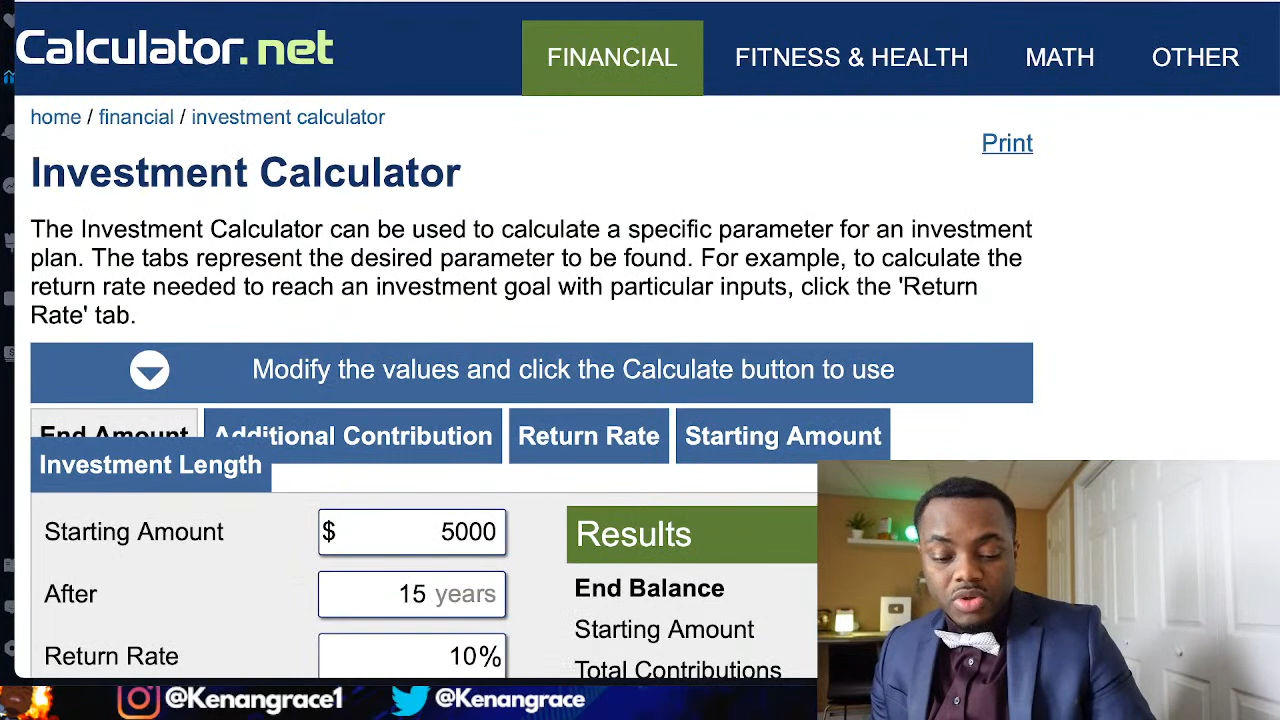 Calculator.net
FINANCIAL
FITNESS & HEALTH
MATH
OTHER
home / financial / investment calculator
Print
Investment Calculator
The Investment Calculator can be used to calculate a specific parameter for an investment
plan. The tabs represent the desired parameter to be found. For example, to calculate the
return rate needed to reach an investment goal with particular inputs, click the 'Return
Rate' tab.
Modify the values and click the Calculate button to use
End Amount
Additional Contribution
Return Rate
Starting Amount
Investment Length
Starting Amount
$ 5000
After
15 years
Return Rate
10%
Results
End Balance
Starting Amount
Total Contributions
@Kenangrace1
@Kenangrace